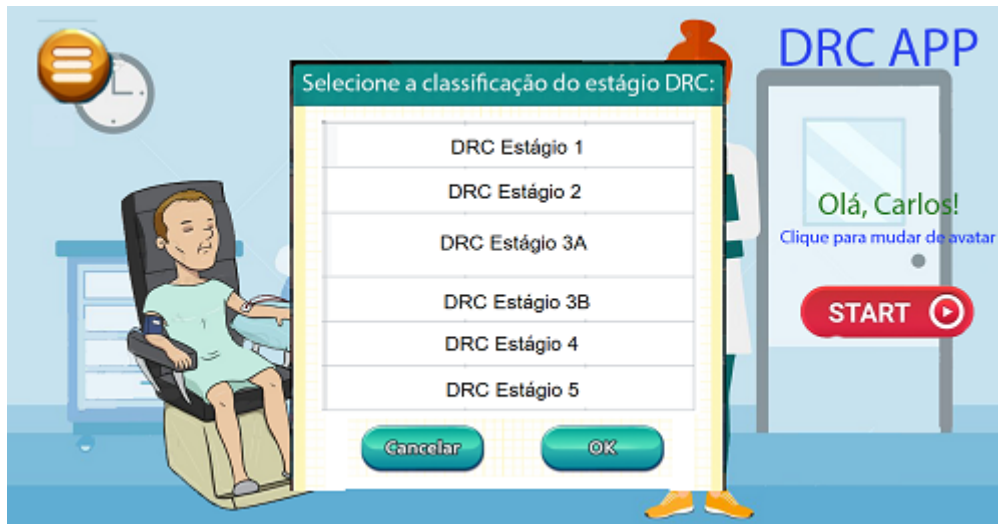 DRC APP
Selecione a classificação do estágio DRC:
DRC Estágio 1
DRC Estágio 2
DRC Estágio 3A
DRC Estágio 3B
DRC Estágio 4
DRC Estágio 5
Cancelar
OK
Olá, Carlos!
Clique para mudar de avatar
START